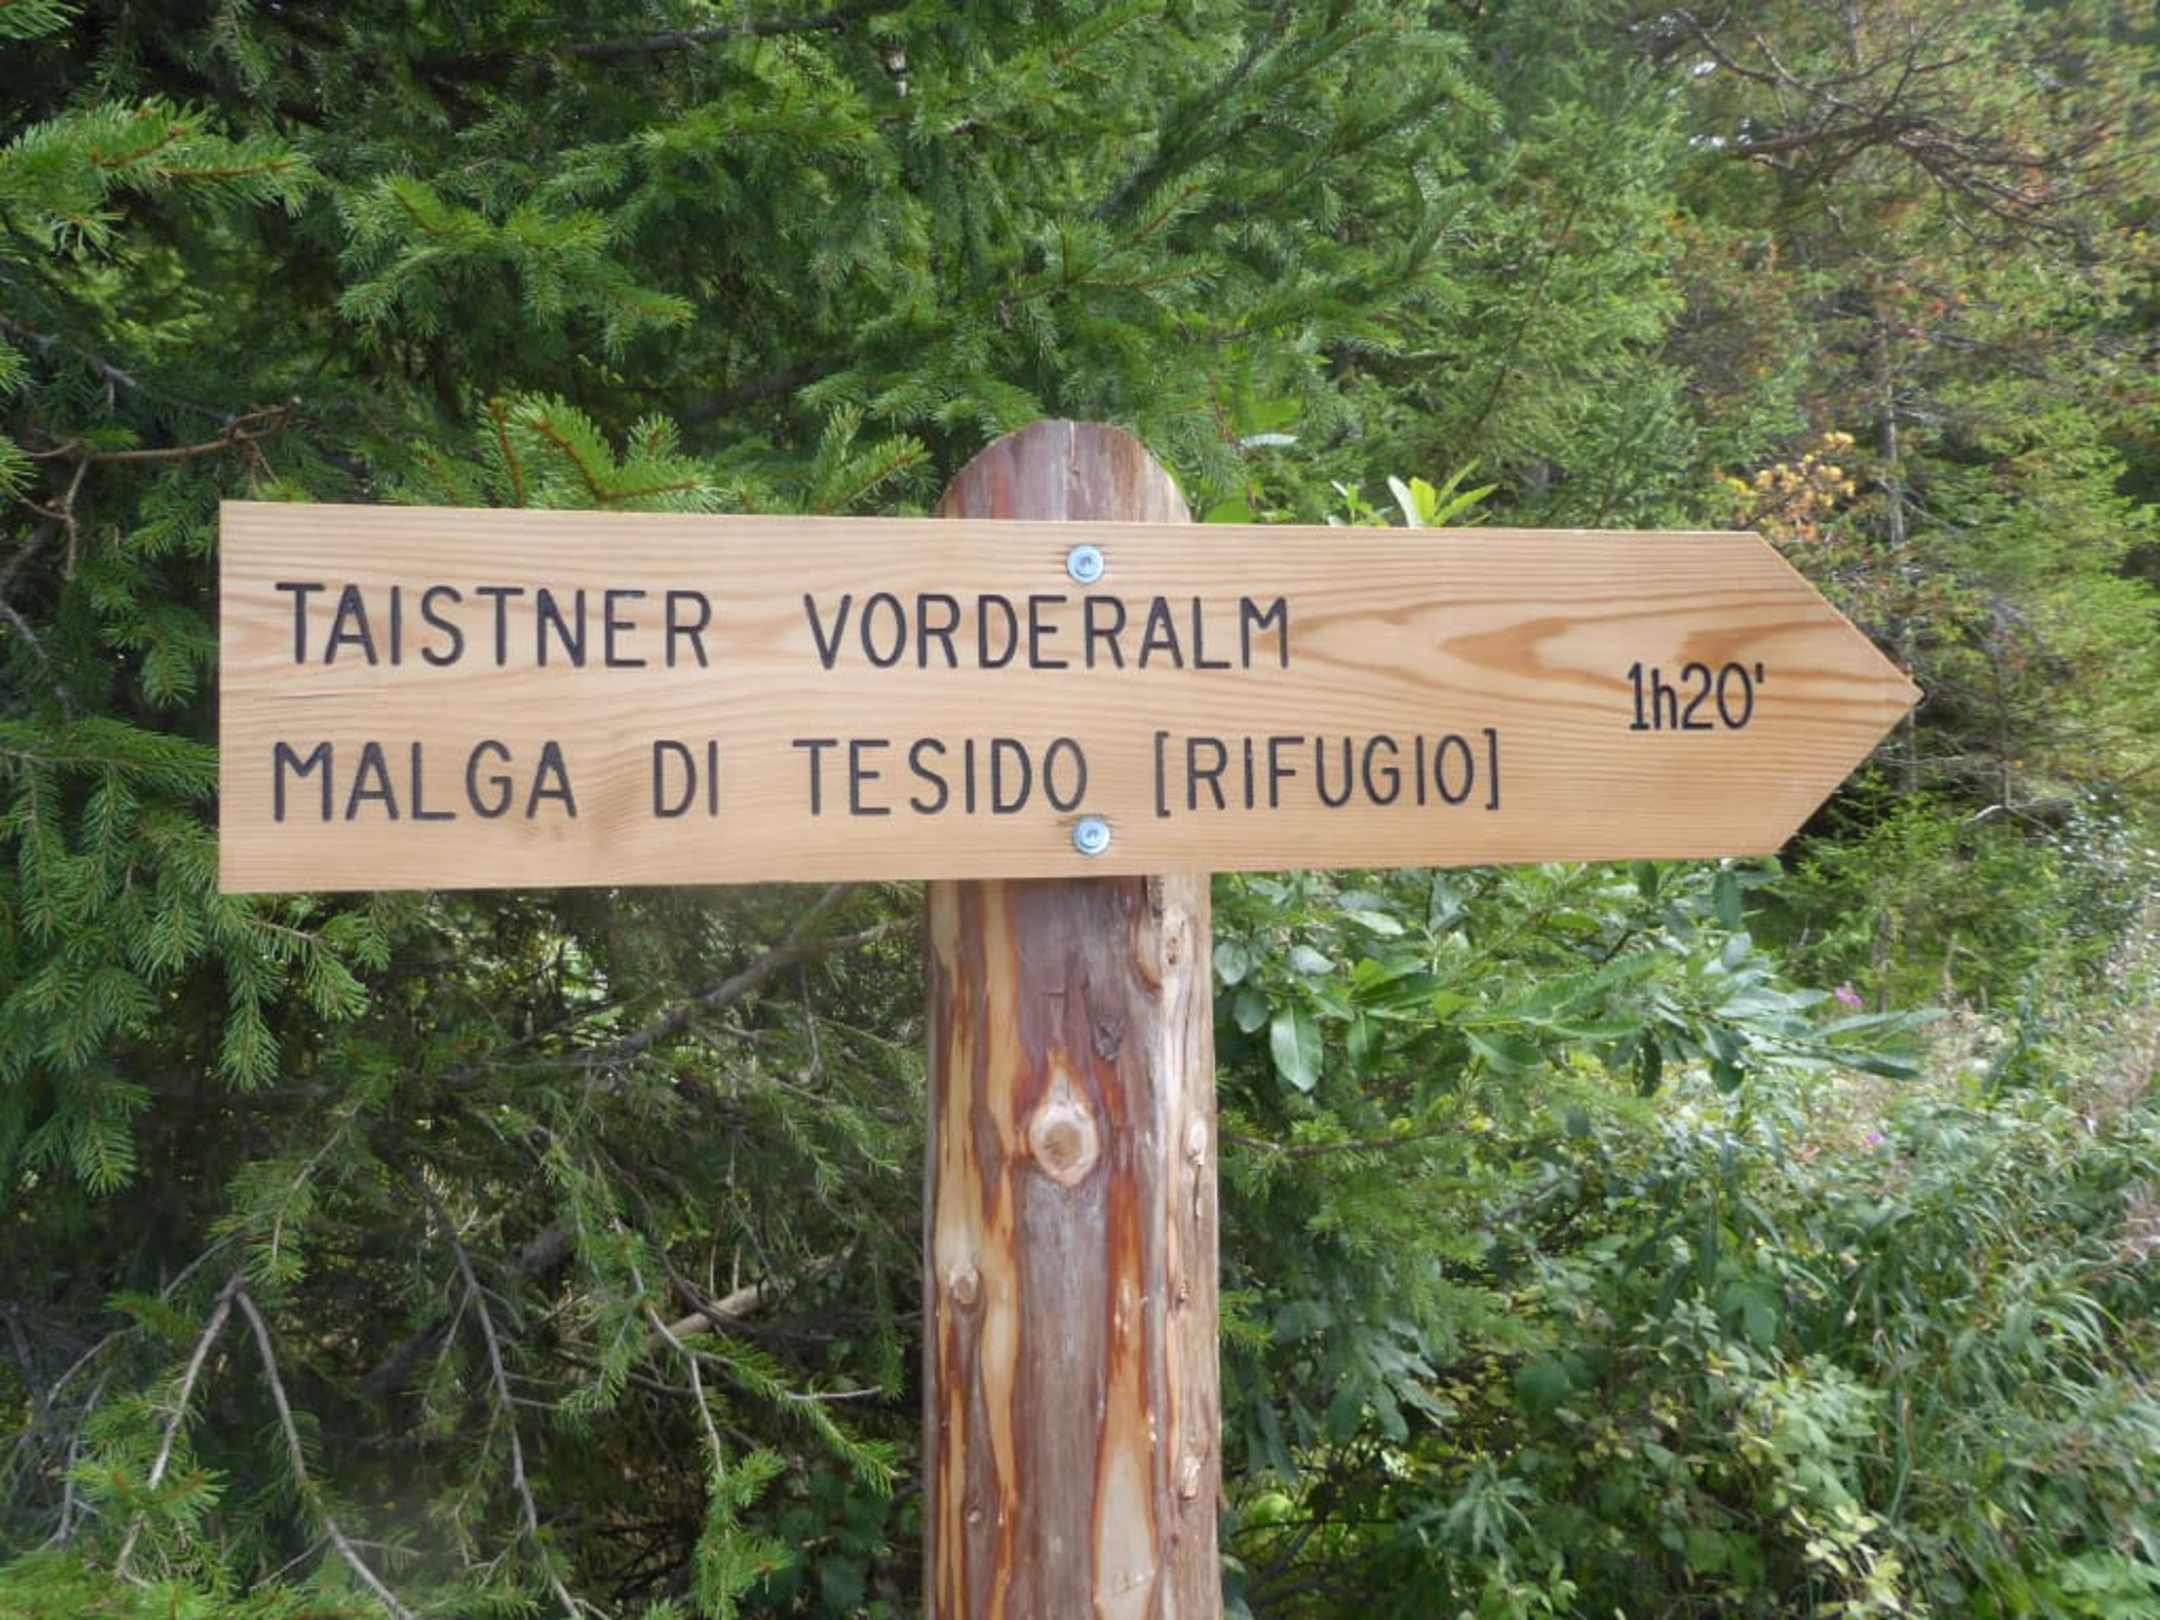 TAISTNER VORDERALM
1h20'
MALGA DI TESIDO [RIFUGIO]